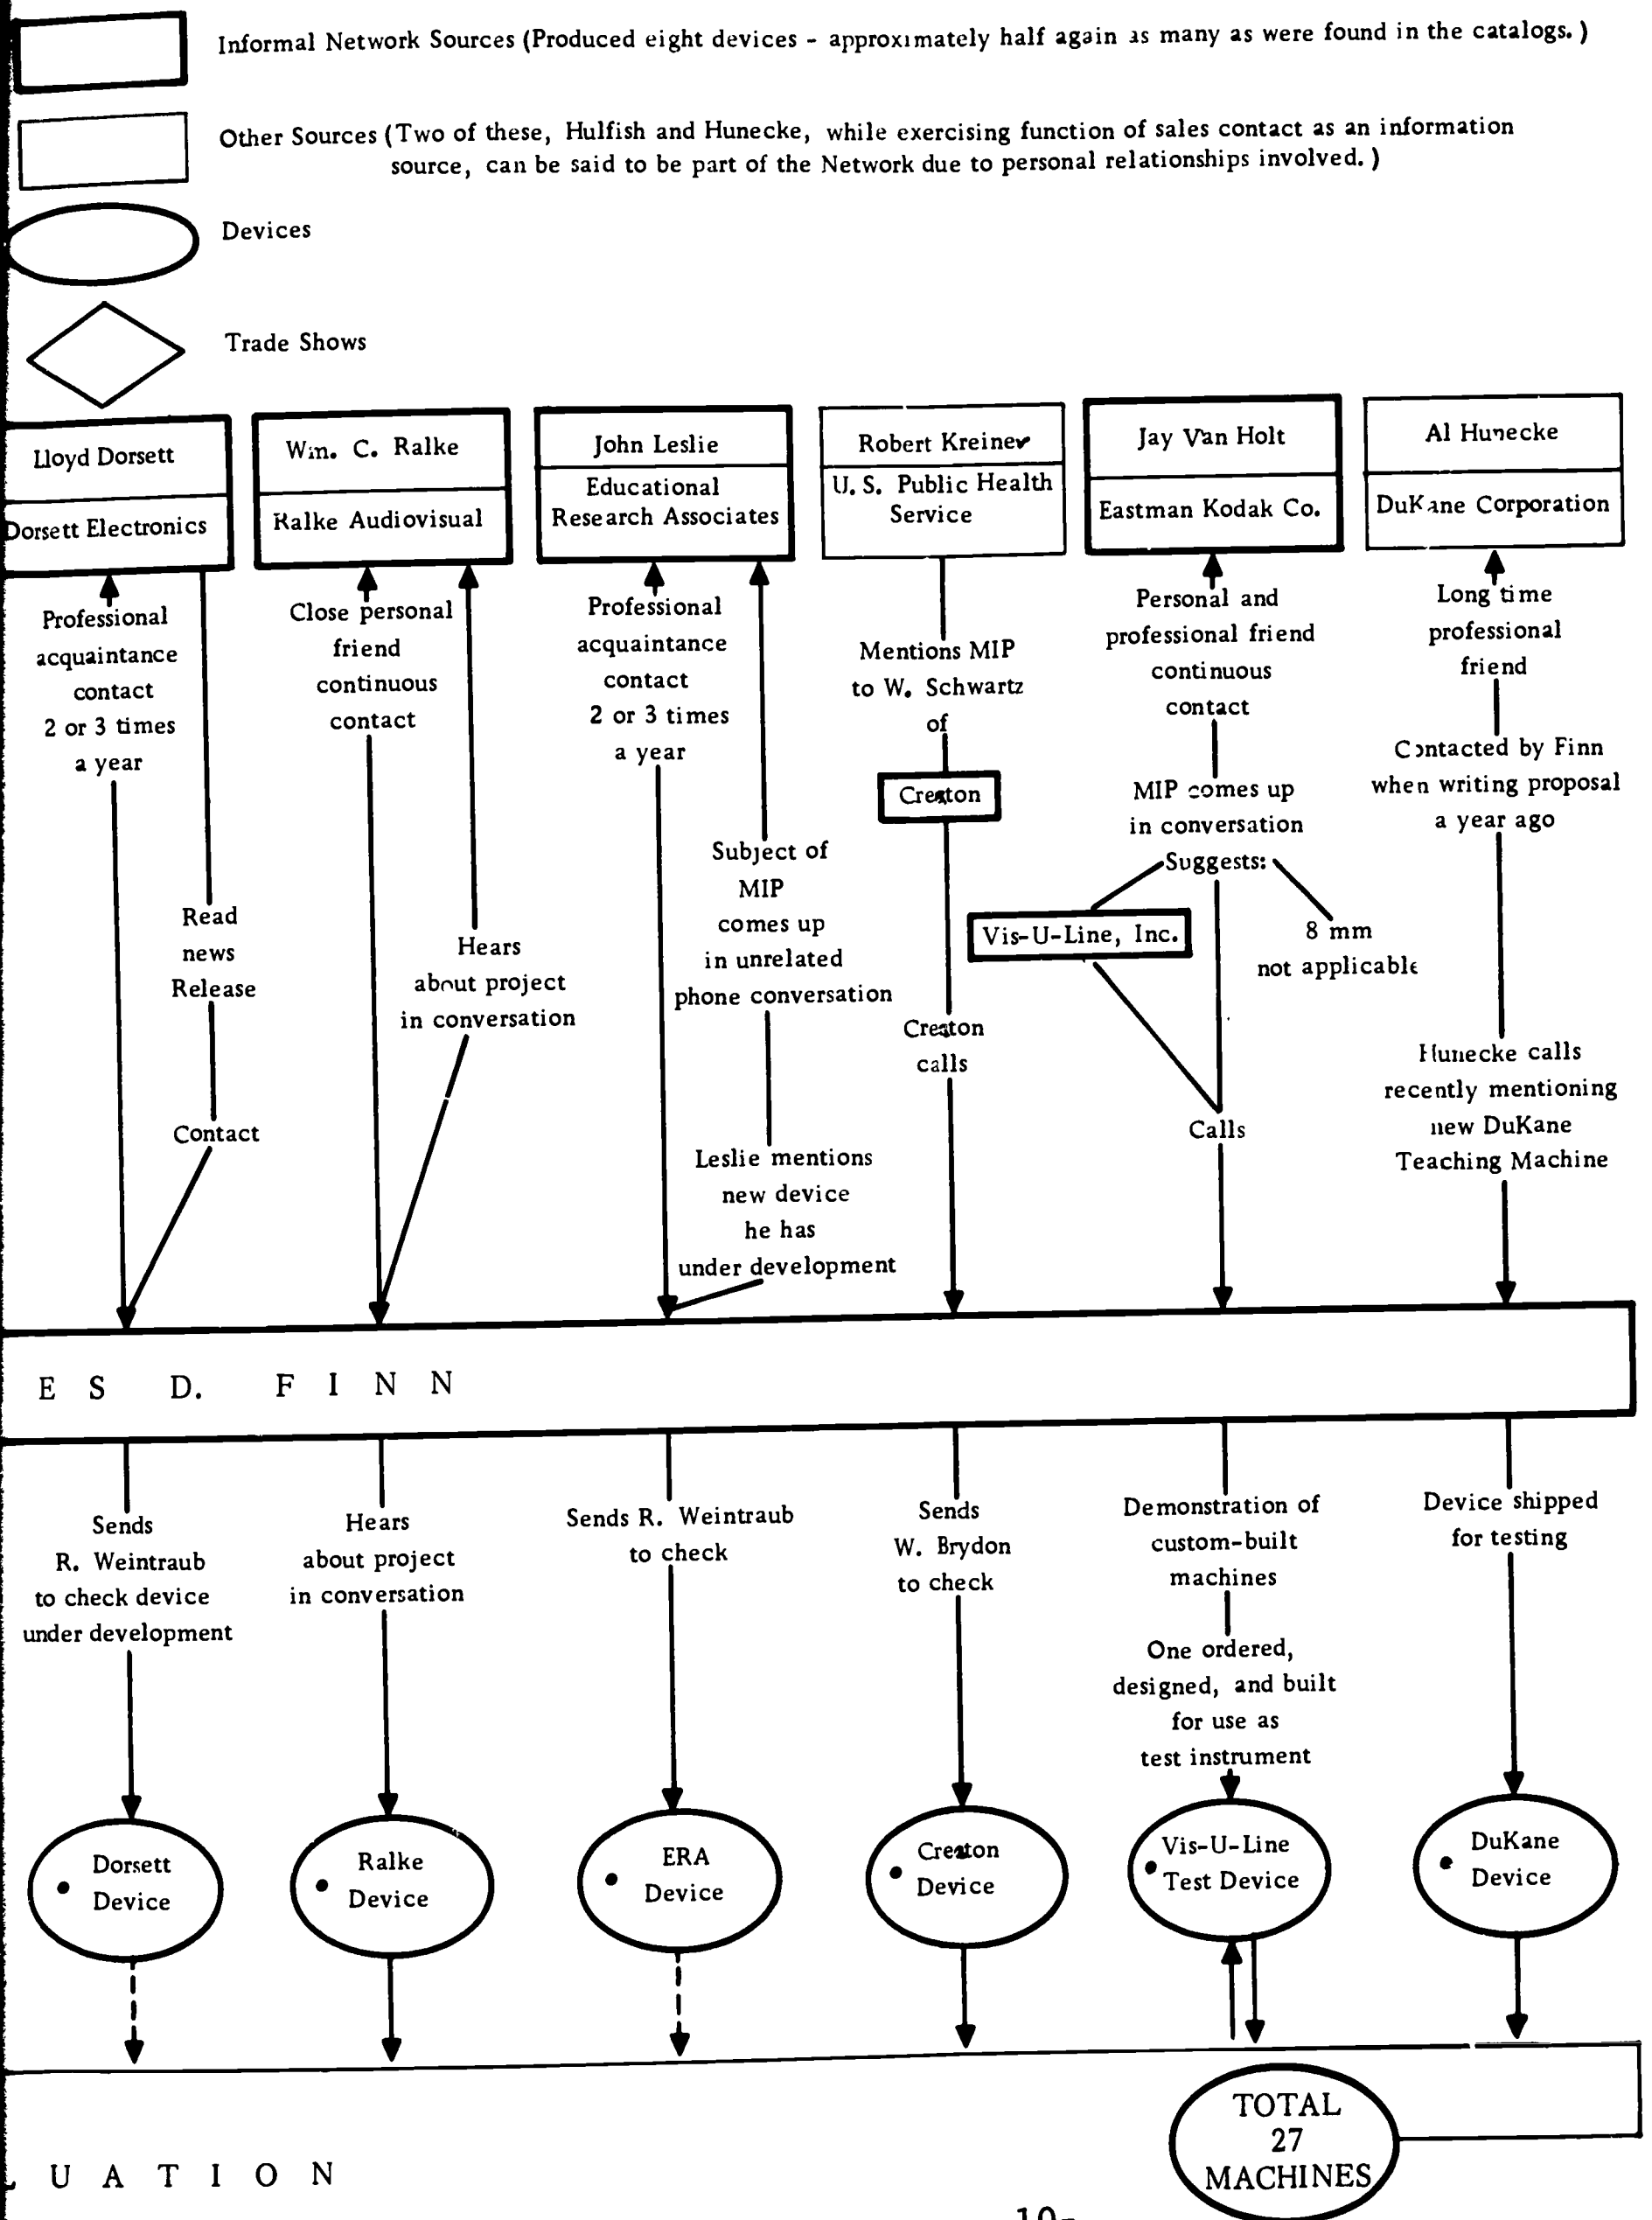 Informal Network Sources (Produced eight devices - approximately half again as many as were found in the catalogs.)
Other Sources (Two of these, Hulfish and Hunecke, while exercising function of sales contact as an information
source, can be said to be part of the Network due to personal relationships involved.)
Devices
Trade Shows
Lloyd Dorsett
Dorsett Electronics
Wm. C. Ralke
Ralke Audiovisual
John Leslie
Educational
Research Associates
Robert Kreiner
U. S. Public Health
Service
Jay Van Holt
Eastman Kodak Co.
Al Hunecke
DuKane Corporation
Professional
acquaintance
contact
2 or 3 times
a year
Read
news
Release
Contact
Close personal
friend
continuous
contact
Hears
about project
in conversation
Professional
acquaintance
contact
2 or 3 times
a year
Subject of
MIP
comes up
in unrelated
phone conversation
Leslie mentions
new device
he has
under development
Mentions MIP
to W. Schwartz
of
Creston
Creston
calls
Personal and
professional friend
continuous
contact
MIP comes up
in conversation
Suggests:
Vis-U-Line, Inc.
8 mm
not applicable
Calls
Long time
professional
friend
Contacted by Finn
when writing proposal
a year ago
Hunecke calls
recently mentioning
new DuKane
Teaching Machine
E S D. F I N N
Sends
R. Weintraub
to check device
under development
Hears
about project
in conversation
Sends R. Weintraub
to check
Sends
W. Brydon
to check
Demonstration of
custom-built
machines
One ordered,
designed, and built
for use as
test instrument
Device shipped
for testing
Dorsett
Device
Ralke
Device
ERA
Device
Creston
Device
Vis-U-Line
Test Device
DuKane
Device
TOTAL
27
MACHINES
U A T I O N